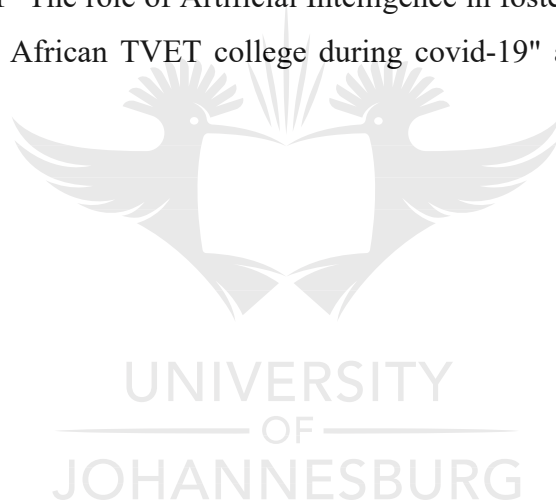 "The role of Artificial Intelligence in
African TVET college during covid-19"
UNIVERSITY
OF
JOHANNESBURG